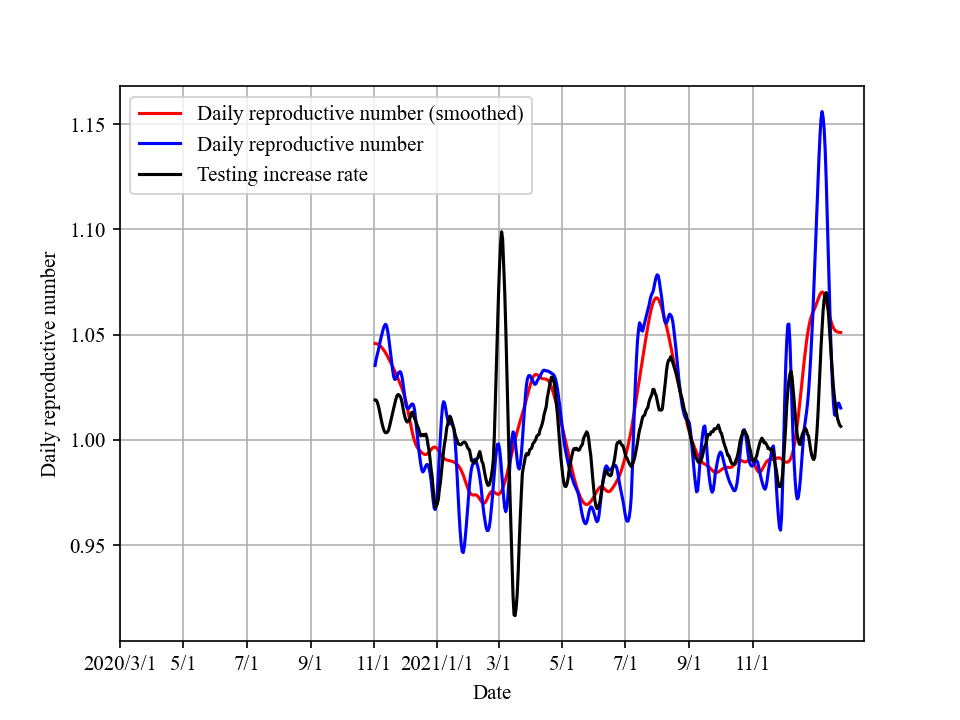 Daily reproductive number (smoothed)
Daily reproductive number
Testing increase rate
Daily reproductive number
1.15
1.10
1.05
1.00
0.95
2020/3/1 5/1 7/1 9/1 11/1 2021/1/1 3/1 5/1 7/1 9/1 11/1
Date